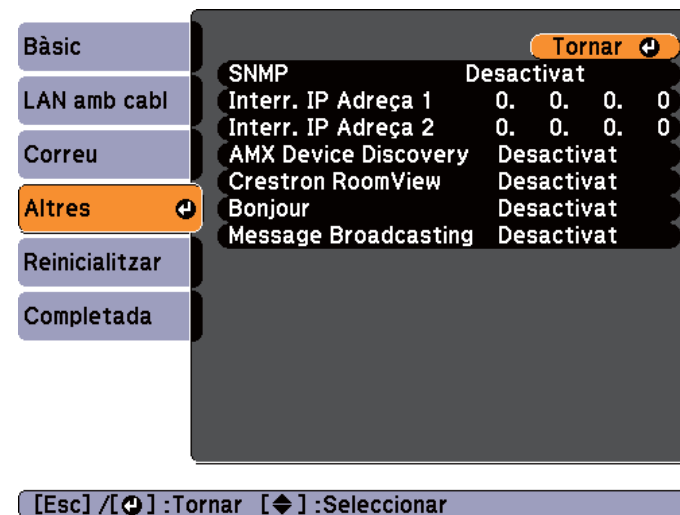 Bàsic
LAN amb cabl
Correu
Altres
Reinicialitzar
Completada
Tornar
SNMP Desactivat
Interr. IP Adreça 1 0. 0. 0. 0
Interr. IP Adreça 2 0. 0. 0. 0
AMX Device Discovery Desactivat
Crestron RoomView Desactivat
Bonjour Desactivat
Message Broadcasting Desactivat
[Esc] /[⏎] :Tornar [◆] :Seleccionar